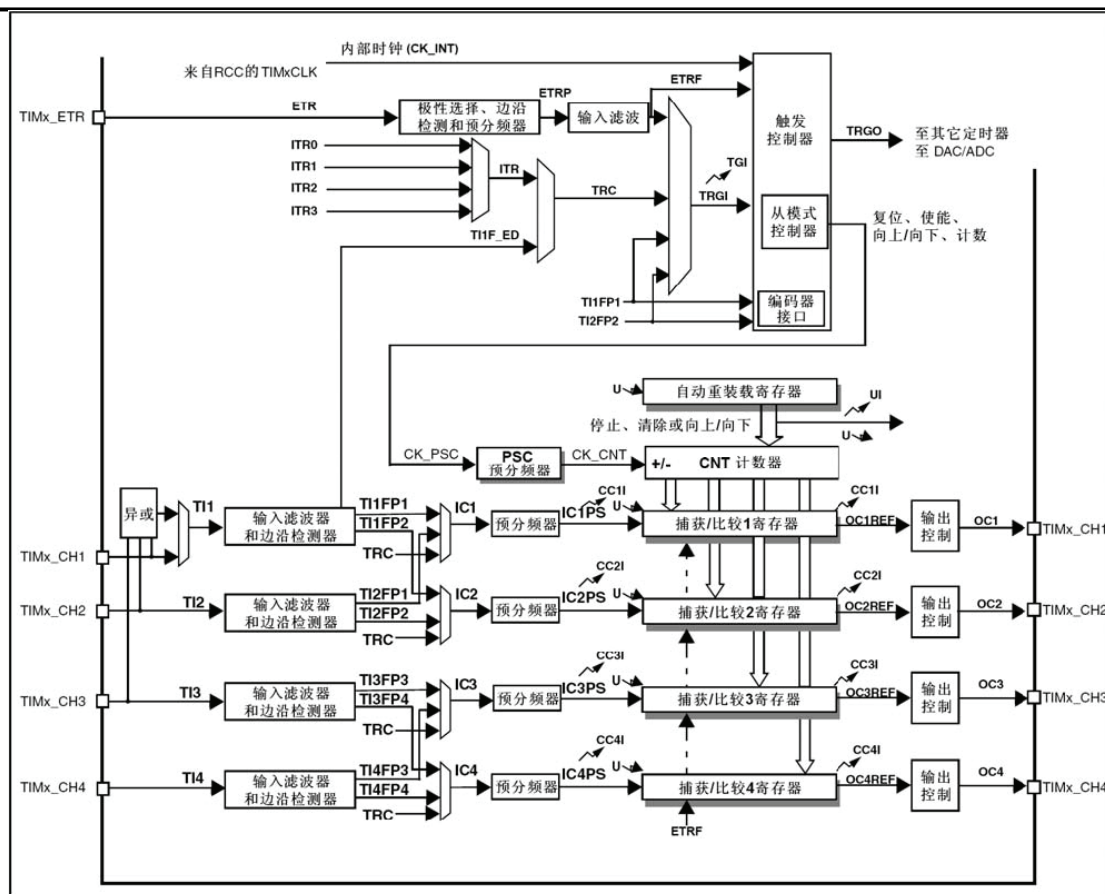 内部时钟 (CK_INT)
来自RCC的TIMxCLK
TIMx_ETR
ETR
极性选择、边沿
检测和预分频器
ETRP
输入滤波
ETRF
触发
控制器
TRGO
至其它定时器
至 DAC/ADC
ITR0
ITR1
ITR2
ITR3
ITR
TRC
TI1F_ED
TGI
TRGI
从模式
控制器
复位、使能、
向上/向下、计数
TI1FP1
TI2FP2
编码器
接口
U
自动重装载寄存器
UI
停止、清除或向上/向下
U
CK_PSC
PSC
预分频器
CK_CNT
+/-
CNT 计数器
异或
TI1
输入滤波器
和边沿检测器
TI1FP1
TI1FP2
TRC
IC1
预分频器
CC1I
IC1PS
U
捕获/比较1寄存器
CC1I
OC1REF
输出
控制
OC1
TIMx_CH1
TIMx_CH1
TIMx_CH2
TI2
输入滤波器
和边沿检测器
TI2FP1
TI2FP2
TRC
IC2
预分频器
CC2I
IC2PS
U
捕获/比较2寄存器
CC2I
OC2REF
输出
控制
OC2
TIMx_CH2
TIMx_CH3
TI3
输入滤波器
和边沿检测器
TI3FP3
TI3FP4
TRC
IC3
预分频器
CC3I
IC3PS
U
捕获/比较3寄存器
CC3I
OC3REF
输出
控制
OC3
TIMx_CH3
TIMx_CH4
TI4
输入滤波器
和边沿检测器
TI4FP3
TI4FP4
TRC
IC4
预分频器
CC4I
IC4PS
U
捕获/比较4寄存器
CC4I
OC4REF
输出
控制
OC4
TIMx_CH4
ETRF